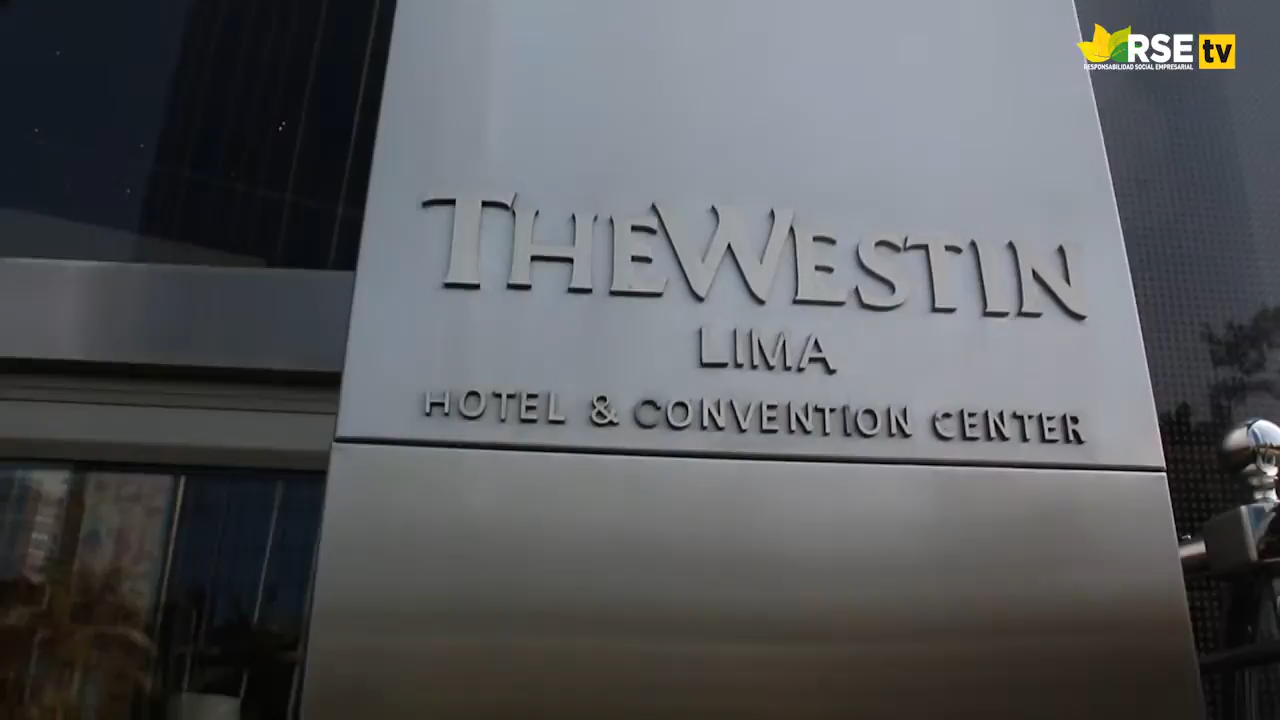 RSE tv
RESPONSABILIDAD SOCIAL EMPRESARIAL
THE WESTIN
LIMA
HOTEL & CONVENTION CENTER